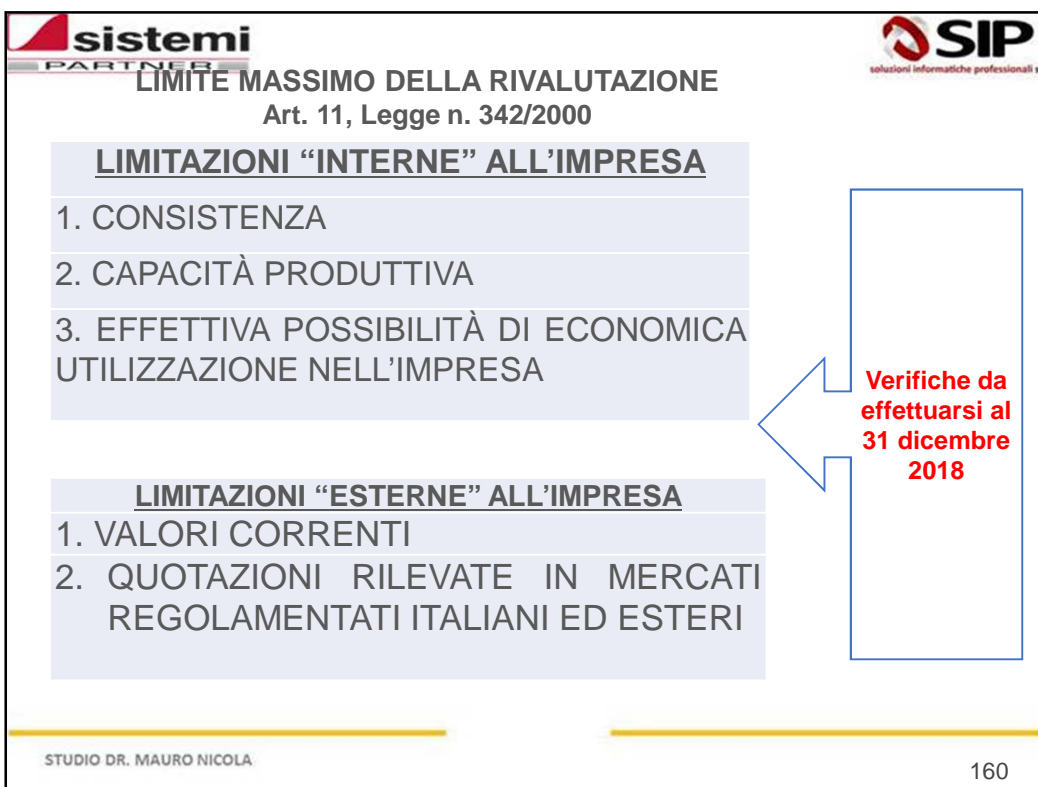 sistemi
PARTNER
SIP
soluzioni informatiche professionali s
LIMITE MASSIMO DELLA RIVALUTAZIONE
Art. 11, Legge n. 342/2000
LIMITAZIONI “INTERNE” ALL’IMPRESA
1. CONSISTENZA
2. CAPACITÀ PRODUTTIVA
3. EFFETTIVA POSSIBILITÀ DI ECONOMICA
UTILIZZAZIONE NELL’IMPRESA
LIMITAZIONI “ESTERNE” ALL’IMPRESA
1. VALORI CORRENTI
2. QUOTAZIONI RILEVATE IN MERCATI
REGOLAMENTATI ITALIANI ED ESTERI
Verifiche da
effettuarsi al
31 dicembre
2018
STUDIO DR. MAURO NICOLA
160